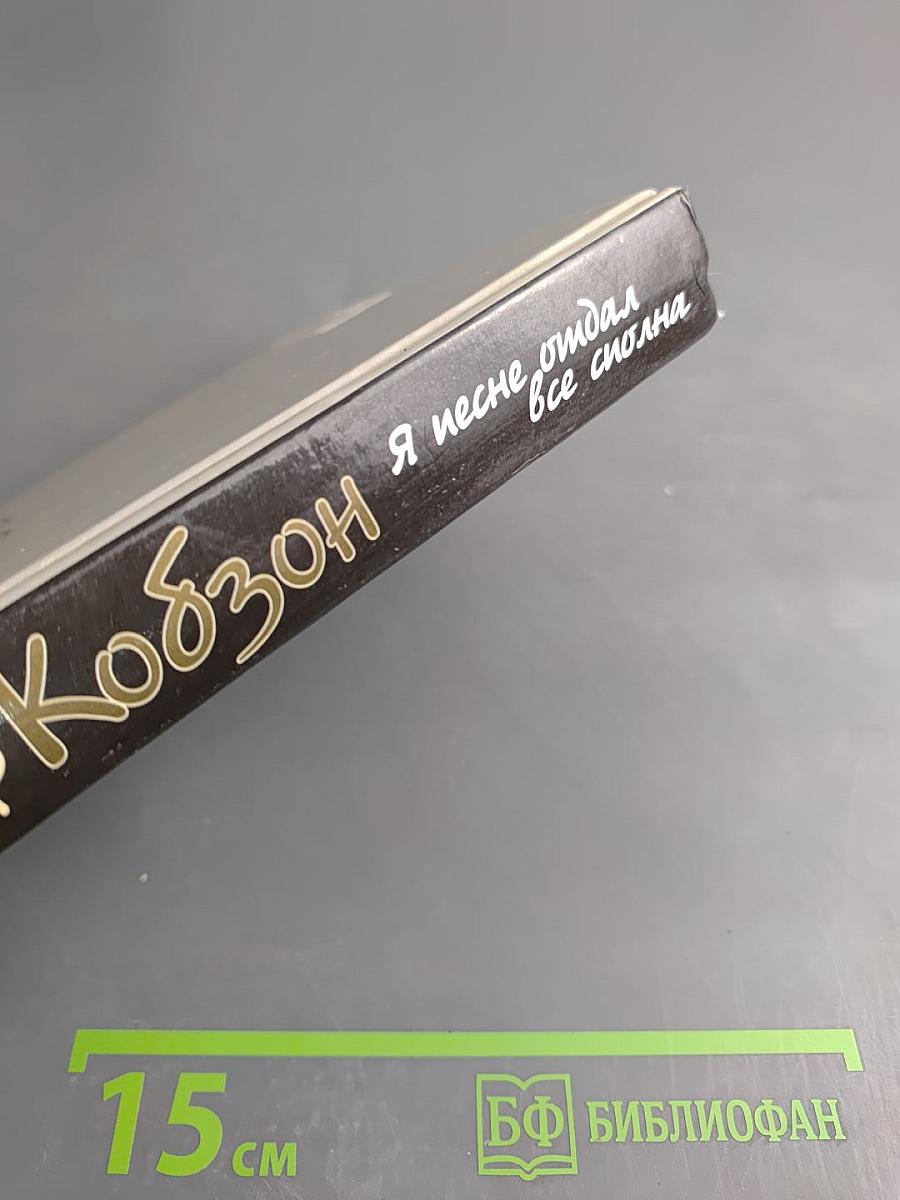 Кобзон
Я песне отдал
все сполна
15 см
БФ БИБЛИОФАН